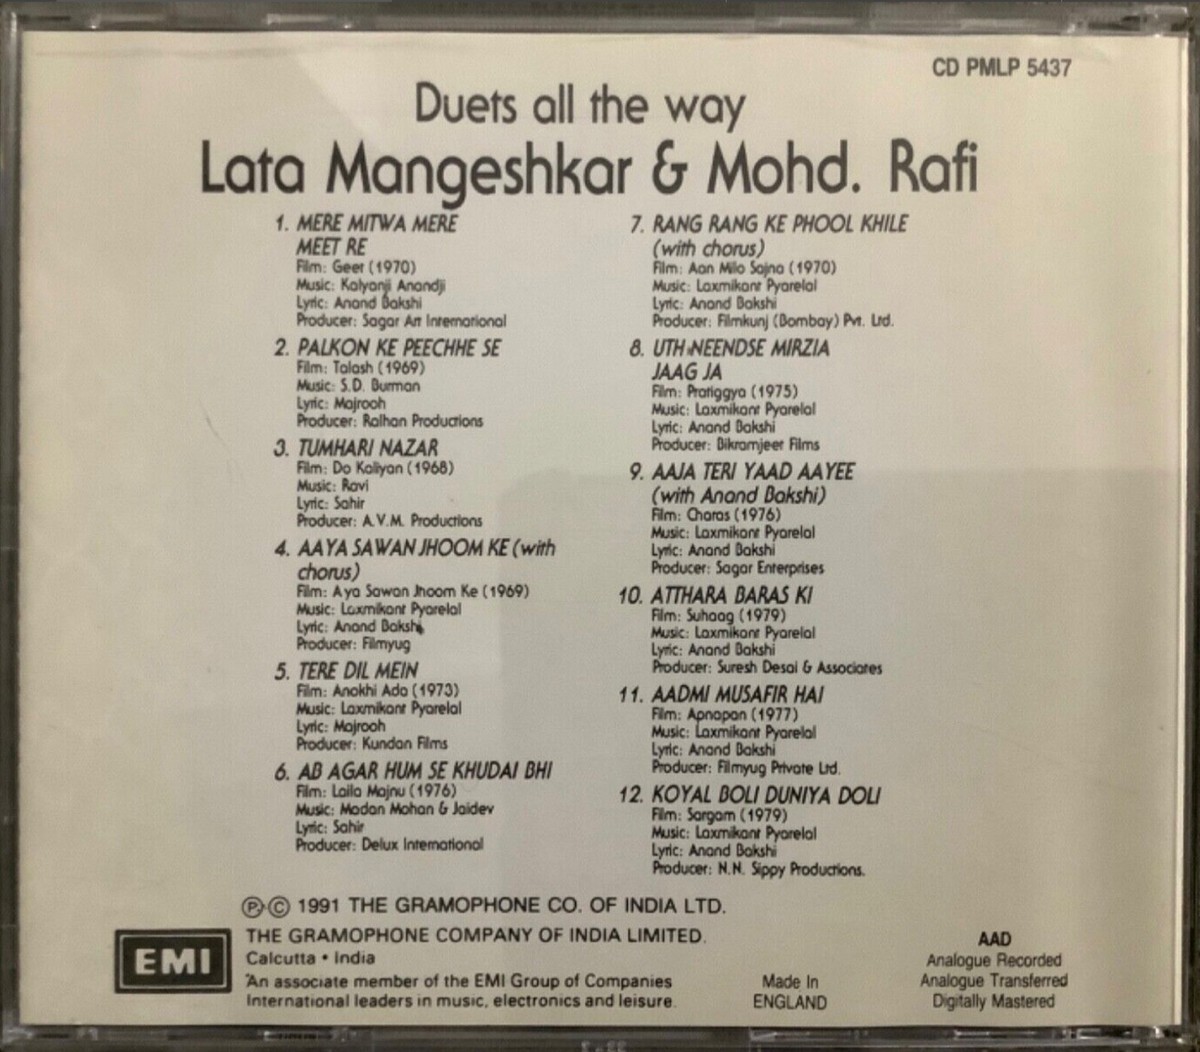 CD PMLP 5437
Duets all the way
Lata Mangeshkar & Mohd. Rafi
1. MERE MITWA MERE
MEET RE
Film: Geet (1970)
Music: Kalyanji Anandji
Lyric: Anand Bakshi
Producer: Sagar Art International
2. PALKON KE PEECHHE SE
Film: Talash (1969)
Music: S.D. Burman
Lyric: Majrooh
Producer: Ralhan Productions
3. TUMHARI NAZAR
Film: Do Kaliyan (1968)
Music: Ravi
Lyric: Sahir
Producer: A.V.M. Productions
4. AAYA SAWAN JHOOM KE (with
chorus)
Film: Aya Sawan Jhoom Ke (1969)
Music: Laxmikant Pyarelal
Lyric: Anand Bakshi
Producer: Filmyug
5. TERE DIL MEIN
Film: Anokhi Ada (1973)
Music: Laxmikant Pyarelal
Lyric: Majrooh
Producer: Kundan Films
6. AB AGAR HUM SE KHUDAI BHI
Film: Laila Majnu (1976)
Music: Madan Mohan & Jaidev
Lyric: Sahir
Producer: Delux International
7. RANG RANG KE PHOOL KHILE
(with chorus)
Film: Aan Milo Sajna (1970)
Music: Laxmikant Pyarelal
Lyric: Anand Bakshi
Producer: Filmkunj (Bombay) Pvt. Ltd.
8. UTH NEENDSE MIRZIA
JAAG JA
Film: Pratiggya (1975)
Music: Laxmikant Pyarelal
Lyric: Anand Bakshi
Producer: Bikramjeet Films
9. AAJA TERI YAAD AAYEE
(with Anand Bakshi)
Film: Charas (1976)
Music: Laxmikant Pyarelal
Lyric: Anand Bakshi
Producer: Sagar Enterprises
10. ATTHARA BARAS KI
Film: Suhaag (1979)
Music: Laxmikant Pyarelal
Lyric: Anand Bakshi
Producer: Suresh Desai & Associates
11. AADMI MUSAFIR HAI
Film: Apnapan (1977)
Music: Laxmikant Pyarelal
Lyric: Anand Bakshi
Producer: Filmyug Private Ltd.
12. KOYAL BOLI DUNIYA DOLI
Film: Sargam (1979)
Music: Laxmikant Pyarelal
Lyric: Anand Bakshi
Producer: N.N. Sippy Productions.
℗ © 1991 THE GRAMOPHONE CO. OF INDIA LTD.
EMI
THE GRAMOPHONE COMPANY OF INDIA LIMITED.
Calcutta • India
An associate member of the EMI Group of Companies
International leaders in music, electronics and leisure.
Made In
ENGLAND
AAD
Analogue Recorded
Analogue Transferred
Digitally Mastered